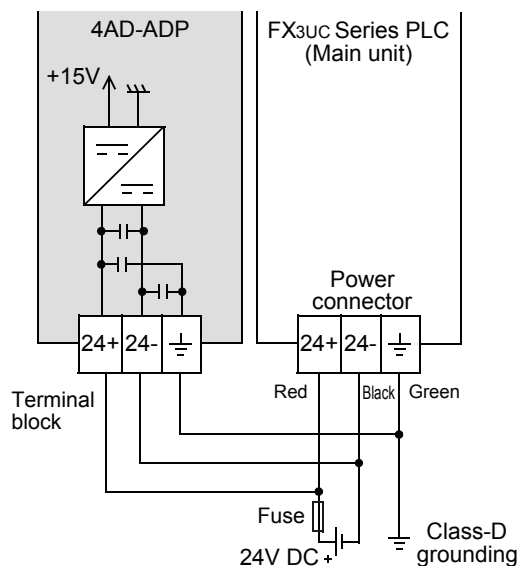 4AD-ADP
FX3UC Series PLC
(Main unit)
+15V
Power
connector
24+ 24-
24+ 24-
Terminal
block
Red
Black
Green
Fuse
24V DC +
Class-D
grounding